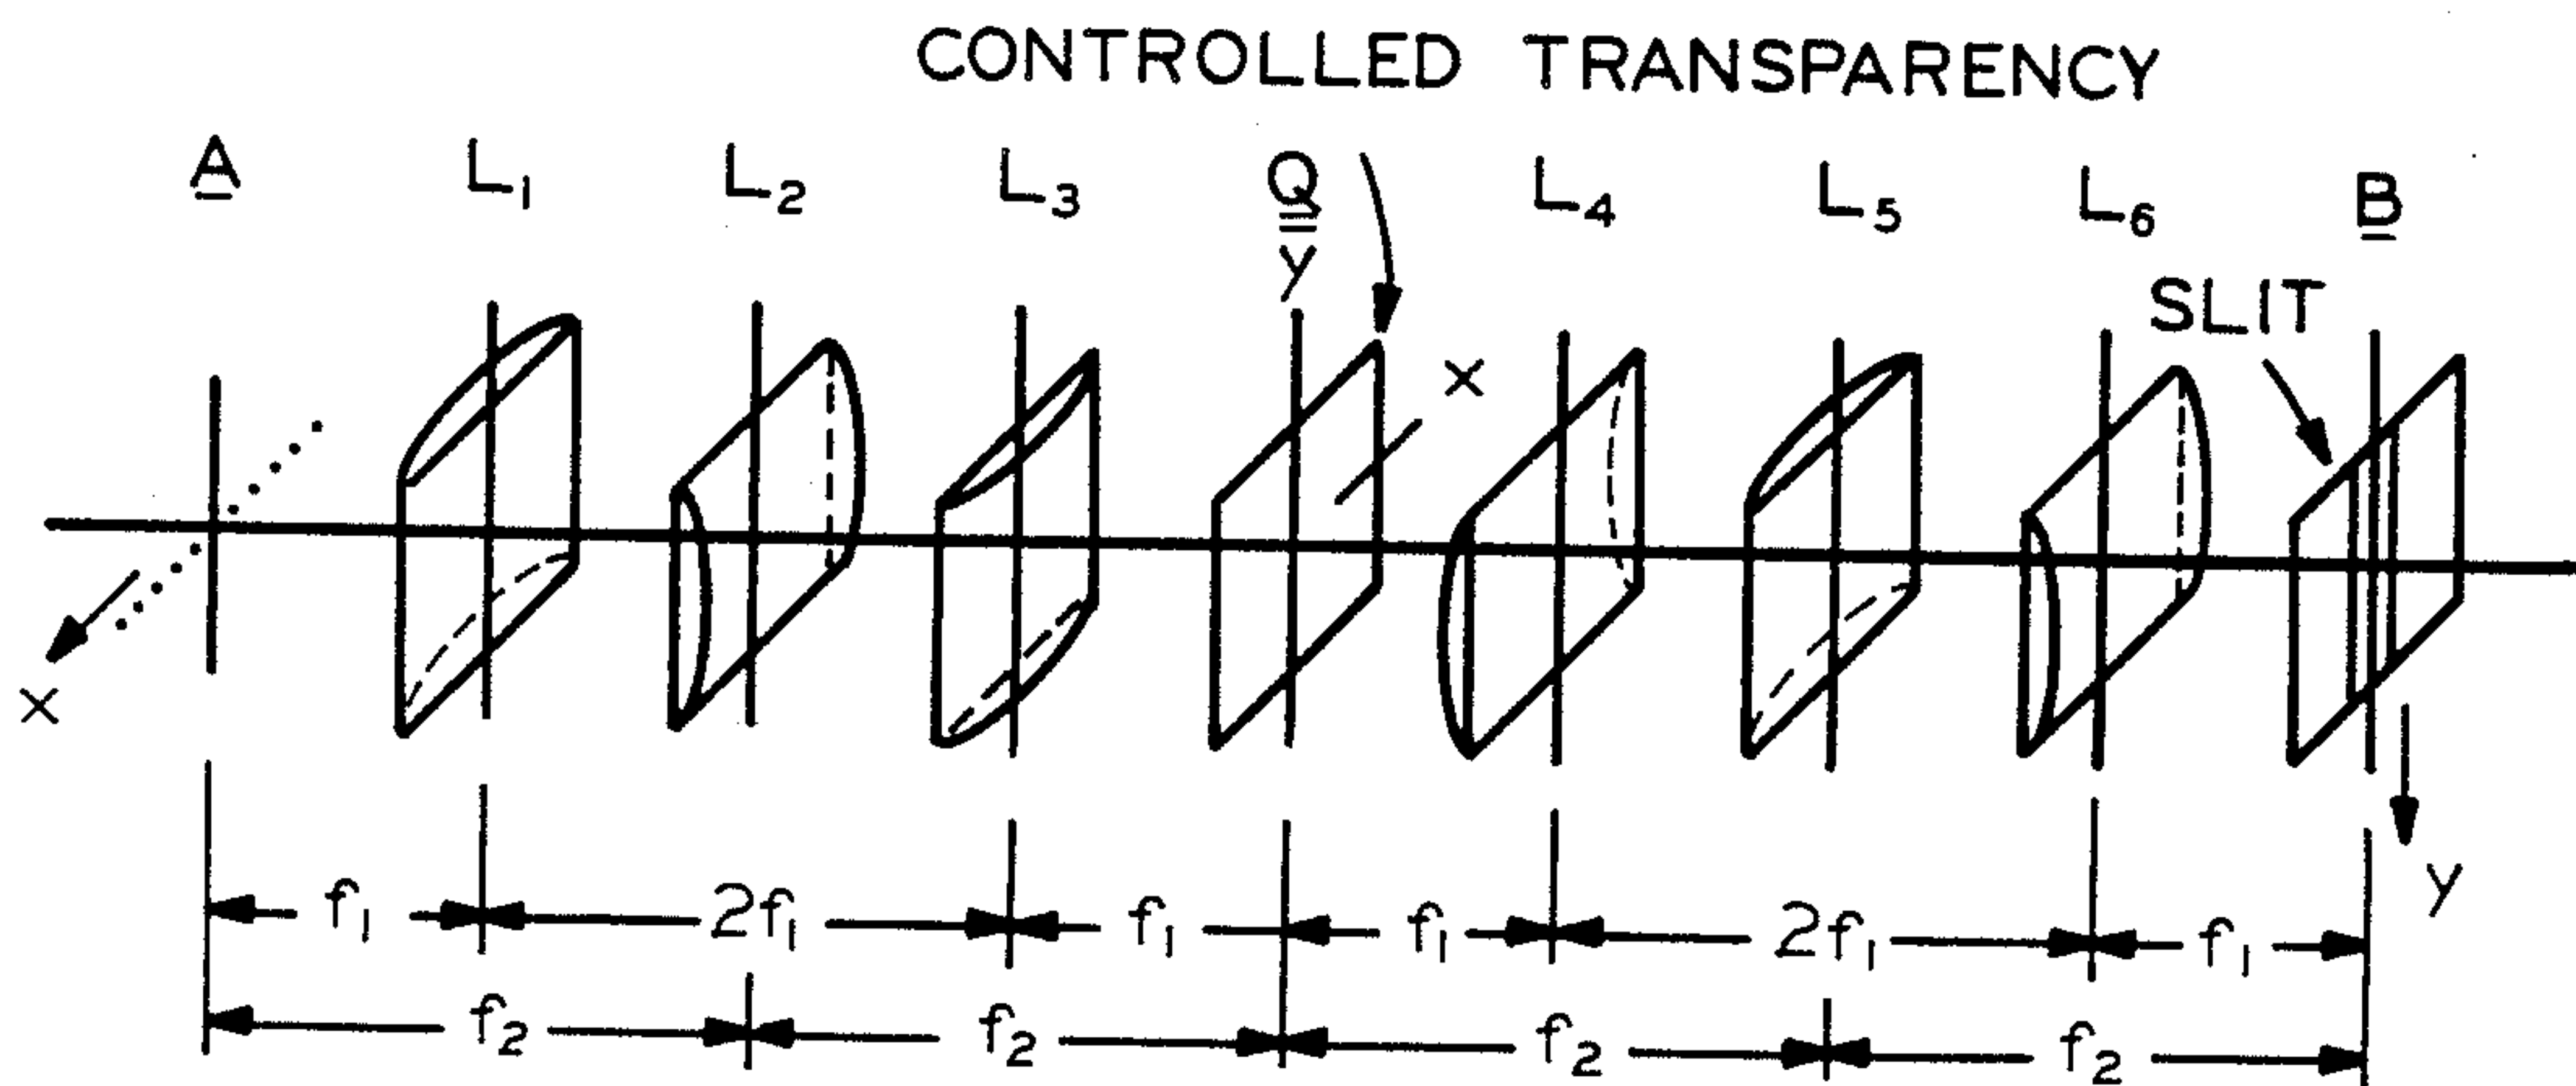 CONTROLLED TRANSPARENCY
A L1 L2 L3 Q L4 L5 L6 B
y
SLIT
x
x
f1 2f1 f1 f1 2f1 f1
y
f2 f2 f2 f2